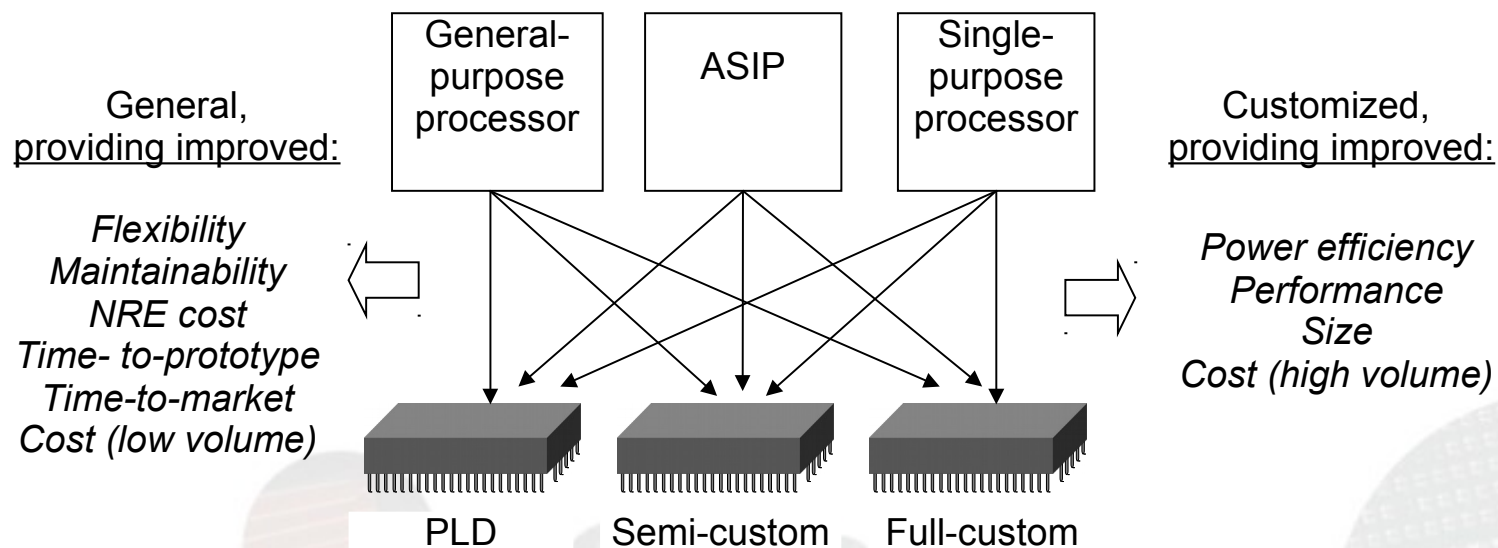 General-
purpose
processor
ASIP
Single-
purpose
processor
General,
providing improved:
Flexibility
Maintainability
NRE cost
Time- to-prototype
Time-to-market
Cost (low volume)
Customized,
providing improved:
Power efficiency
Performance
Size
Cost (high volume)
PLD
Semi-custom
Full-custom